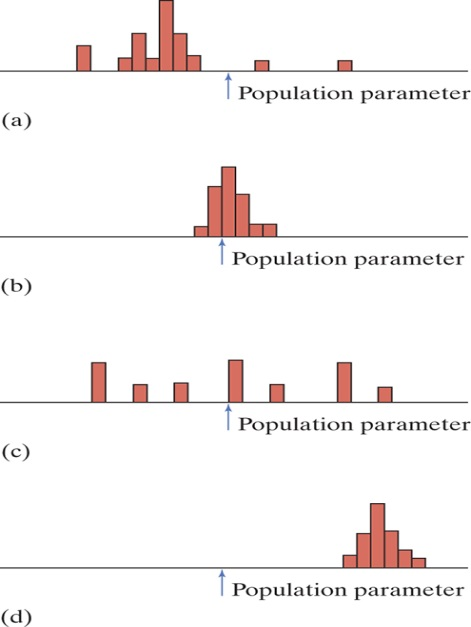 Population parameter
(a)
Population parameter
(b)
Population parameter
(c)
Population parameter
(d)